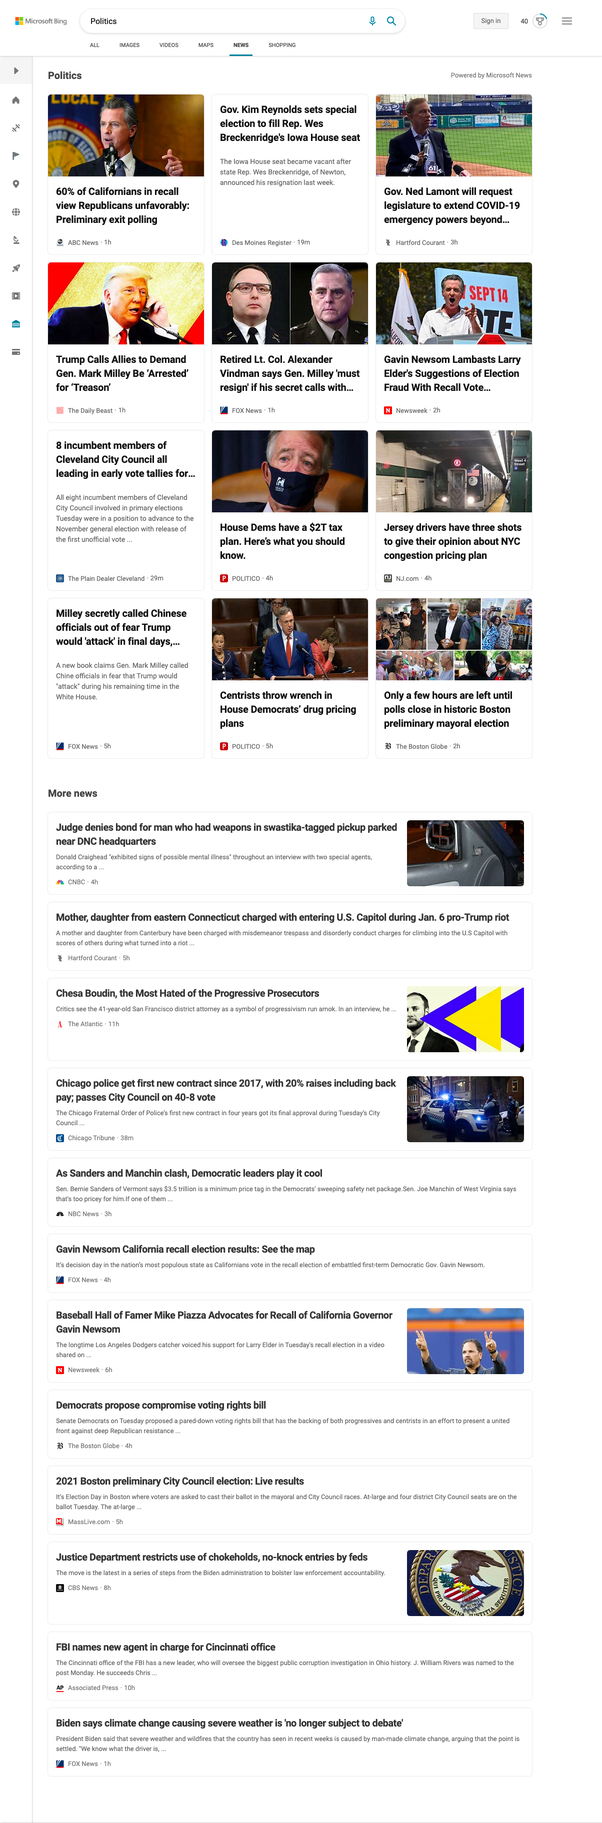 Microsoft Bing
Politics
Sign in
40
ALL
IMAGES
VIDEOS
MAPS
NEWS
SHOPPING
Politics
Powered by Microsoft News
60% of Californians in recall
view Republicans unfavorably:
Preliminary exit polling
ABC News · 1h
Gov. Kim Reynolds sets special
election to fill Rep. Wes
Breckenridge's Iowa House seat
The Iowa House seat became vacant after
state Rep. Wes Breckenridge, of Newton,
announced his resignation last week.
Des Moines Register · 19m
61
Gov. Ned Lamont will request
legislature to extend COVID-19
emergency powers beyond...
Hartford Courant · 3h
Trump Calls Allies to Demand
Gen. Mark Milley Be 'Arrested'
for 'Treason'
The Daily Beast · 1h
Retired Lt. Col. Alexander
Vindman says Gen. Milley 'must
resign' if his secret calls with...
FOX News · 1h
SEPT 14
OTE
Gavin Newsom Lambasts Larry
Elder's Suggestions of Election
Fraud With Recall Vote...
Newsweek · 2h
8 incumbent members of
Cleveland City Council all
leading in early vote tallies for...
All eight incumbent members of Cleveland
City Council involved in primary elections
Tuesday were in a position to advance to the
November general election with release of
the first unofficial vote ...
The Plain Dealer Cleveland · 29m
House Dems have a $2T tax
plan. Here's what you should
know.
POLITICO · 4h
Jersey drivers have three shots
to give their opinion about NYC
congestion pricing plan
NJ.com · 4h
Milley secretly called Chinese
officials out of fear Trump
would 'attack' in final days,...
A new book claims Gen. Mark Milley called
Chine officials in fear that Trump would
"attack" during his remaining time in the
White House.
FOX News · 5h
Centrists throw wrench in
House Democrats' drug pricing
plans
POLITICO · 5h
Only a few hours are left until
polls close in historic Boston
preliminary mayoral election
The Boston Globe · 2h
More news
Judge denies bond for man who had weapons in swastika-tagged pickup parked
near DNC headquarters
Donald Craighead "exhibited signs of possible mental illness" throughout an interview with two special agents,
according to a ...
CNBC · 4h
Mother, daughter from eastern Connecticut charged with entering U.S. Capitol during Jan. 6 pro-Trump riot
A mother and daughter from Canterbury have been charged with misdemeanor trespass and disorderly conduct charges for climbing into the U.S Capitol with
scores of others during what turned into a riot ...
Hartford Courant · 5h
Chesa Boudin, the Most Hated of the Progressive Prosecutors
Critics see the 41-year-old San Francisco district attorney as a symbol of progressivism run amok. In an interview, he ...
The Atlantic · 11h
Chicago police get first new contract since 2017, with 20% raises including back
pay; passes City Council on 40-8 vote
The Chicago Fraternal Order of Police's first new contract in four years got its final approval during Tuesday's City
Council ...
Chicago Tribune · 38m
As Sanders and Manchin clash, Democratic leaders play it cool
Sen. Bernie Sanders of Vermont says $3.5 trillion is a minimum price tag in the Democrats' sweeping safety net package.Sen. Joe Manchin of West Virginia says
that's too pricey for him.If one of them ...
NBC News · 3h
Gavin Newsom California recall election results: See the map
It's decision day in the nation's most populous state as Californians vote in the recall election of embattled first-term Democratic Gov. Gavin Newsom.
FOX News · 4h
Baseball Hall of Famer Mike Piazza Advocates for Recall of California Governor
Gavin Newsom
The longtime Los Angeles Dodgers catcher voiced his support for Larry Elder in Tuesday's recall election in a video
shared on ...
Newsweek · 6h
Democrats propose compromise voting rights bill
Senate Democrats on Tuesday proposed a pared-down voting rights bill that has the backing of both progressives and centrists in an effort to present a united
front against deep Republican resistance ...
The Boston Globe · 4h
2021 Boston preliminary City Council election: Live results
It's Election Day in Boston where voters are asked to cast their ballot in the mayoral and City Council races. At-large and four district City Council seats are on the
ballot Tuesday. The at-large ...
MassLive.com · 5h
Justice Department restricts use of chokeholds, no-knock entries by feds
The move is the latest in a series of steps from the Biden administration to bolster law enforcement accountability.
CBS News · 8h
FBI names new agent in charge for Cincinnati office
The Cincinnati office of the FBI has a new leader, who will oversee the biggest public corruption investigation in Ohio history. J. William Rivers was named to the
post Monday. He succeeds Chris ...
Associated Press · 10h
Biden says climate change causing severe weather is 'no longer subject to debate'
President Biden said that severe weather and wildfires that the country has seen in recent weeks is caused by man-made climate change, arguing that the point is
settled. "We know what the driver is, ...
FOX News · 1h